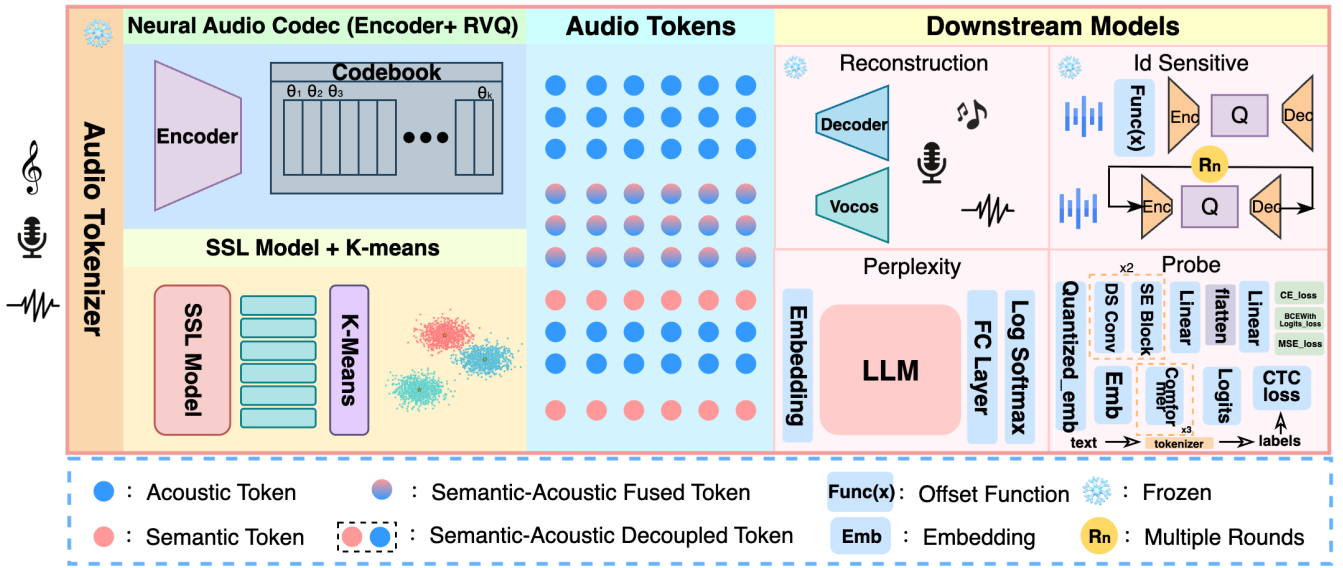 Audio Tokenizer
Neural Audio Codec (Encoder+ RVQ)
Encoder
Codebook
θ1 θ2 θ3 θk
SSL Model + K-means
SSL Model
K-Means
Audio Tokens
Downstream Models
Reconstruction
Decoder
Vocos
Id Sensitive
Func(x)
Enc
Q
Dec
Rn
Enc
Q
Dec
Perplexity
Embedding
LLM
FC Layer
Log Softmax
Probe
Quantized_emb
x2
DS Conv
SE Block
Linear
flatten
Linear
CE_loss
BCEWith
Logits_loss
MSE_loss
Emb
Comfor
mer
x3
Logits
CTC
loss
text
tokenizer
labels
: Acoustic Token
: Semantic-Acoustic Fused Token
Func(x) : Offset Function
: Frozen
: Semantic Token
: Semantic-Acoustic Decoupled Token
Emb : Embedding
Rn : Multiple Rounds